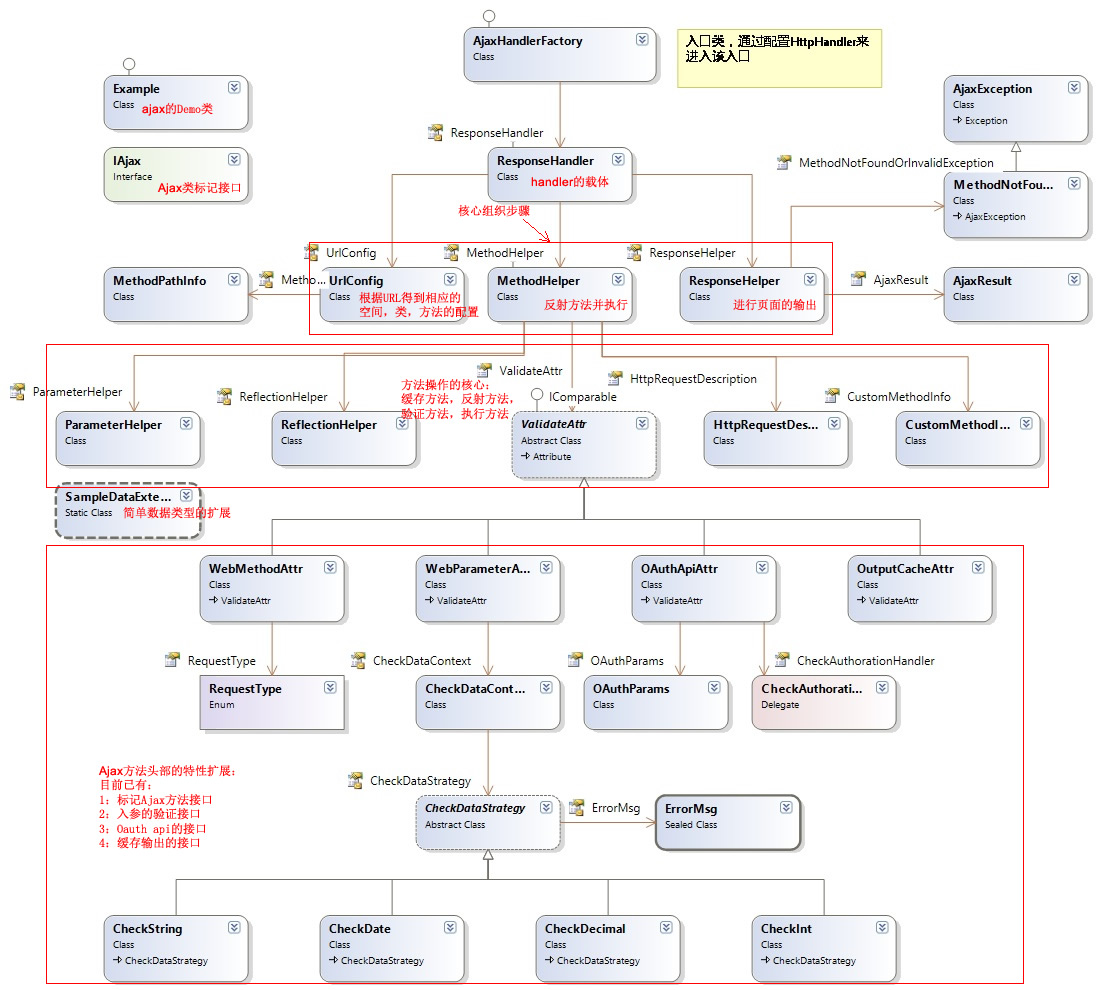 AjaxHandlerFactory
Class
入口类，通过配置HttpHandler来
进入该入口
Example
Class
ajax的Demo类
AjaxException
Class
Exception
ResponseHandler
IAjax
Interface
Ajax类标记接口
ResponseHandler
Class
handler的载体
MethodNotFoundOrInvalidException
MethodNotFou...
Class
AjaxException
核心组织步骤
UrlConfig
MethodHelper
ResponseHelper
MethodPathInfo
Class
Metho...
UrlConfig
Class
根据URL得到相应的
空间，类，方法的配置
MethodHelper
Class
反射方法并执行
ResponseHelper
Class
进行页面的输出
AjaxResult
AjaxResult
Class
ParameterHelper
ReflectionHelper
ValidateAttr
HttpRequestDescription
CustomMethodInfo
方法操作的核心；
缓存方法，反射方法，
验证方法，执行方法
IComparable
ParameterHelper
Class
ReflectionHelper
Class
ValidateAttr
Abstract Class
Attribute
HttpRequestDes...
Class
CustomMethodI...
Class
SampleDataExte...
Static Class
简单数据类型的扩展
WebMethodAttr
Class
ValidateAttr
WebParameterA...
Class
ValidateAttr
OAuthApiAttr
Class
ValidateAttr
OutputCacheAttr
Class
ValidateAttr
RequestType
CheckDataContext
OAuthParams
CheckAuthorationHandler
RequestType
Enum
CheckDataCont...
Class
OAuthParams
Class
CheckAuthorati...
Delegate
Ajax方法头部的特性扩展；
目前已有：
1：标记Ajax方法接口
2：入参的验证接口
3：Oauth api的接口
4：缓存输出的接口
CheckDataStrategy
CheckDataStrategy
Abstract Class
ErrorMsg
ErrorMsg
Sealed Class
CheckString
Class
CheckDataStrategy
CheckDate
Class
CheckDataStrategy
CheckDecimal
Class
CheckDataStrategy
CheckInt
Class
CheckDataStrategy